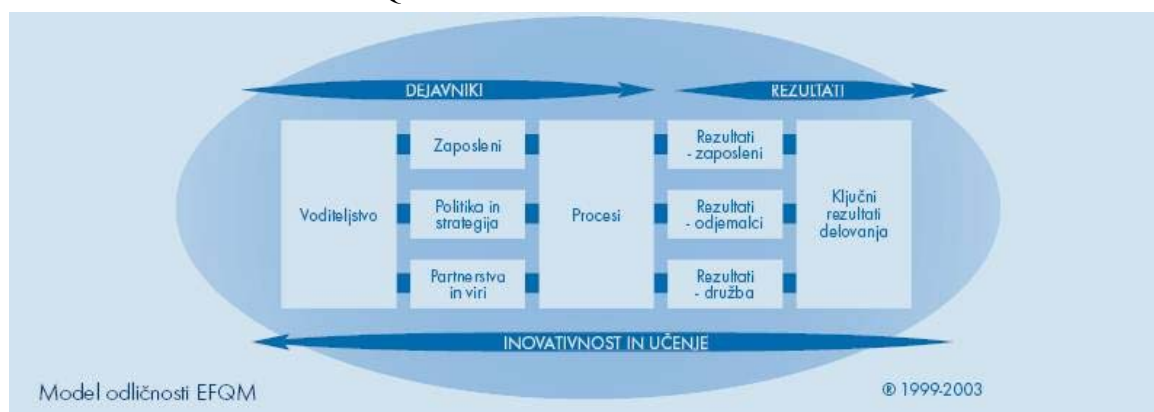 DEJAVNIKI
REZULTATI
Voditeljstvo
Zaposleni
Politika in
strategija
Partnerstva
in viri
Procesi
Rezultati
- zaposleni
Rezultati
- odjemalci
Rezultati
- družba
Ključni
rezultati
delovanja
INOVATIVNOST IN UČENJE
Model odličnosti EFQM
® 1999-2003